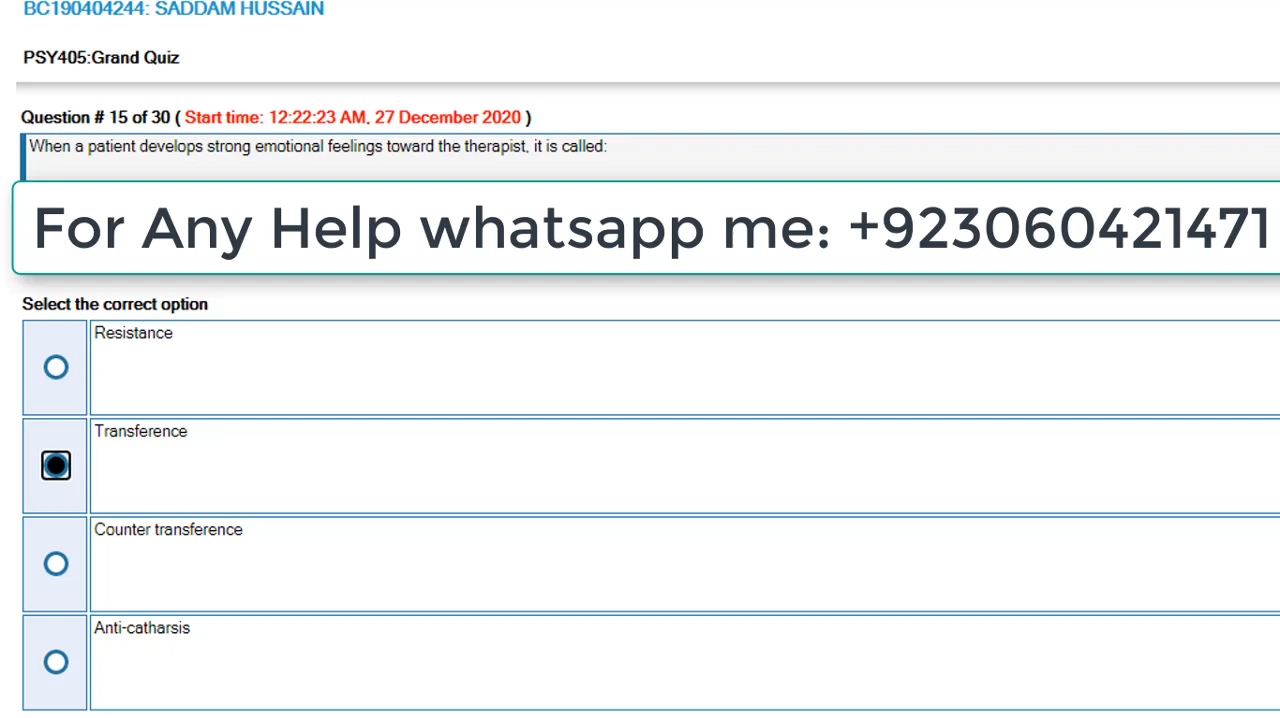 BC190404244: SADDAM HUSSAIN
PSY405:Grand Quiz
Question # 15 of 30 ( Start time: 12:22:23 AM, 27 December 2020 )
When a patient develops strong emotional feelings toward the therapist, it is called:
For Any Help whatsapp me: +923060421471
Select the correct option
Resistance
Transference
Counter transference
Anti-catharsis